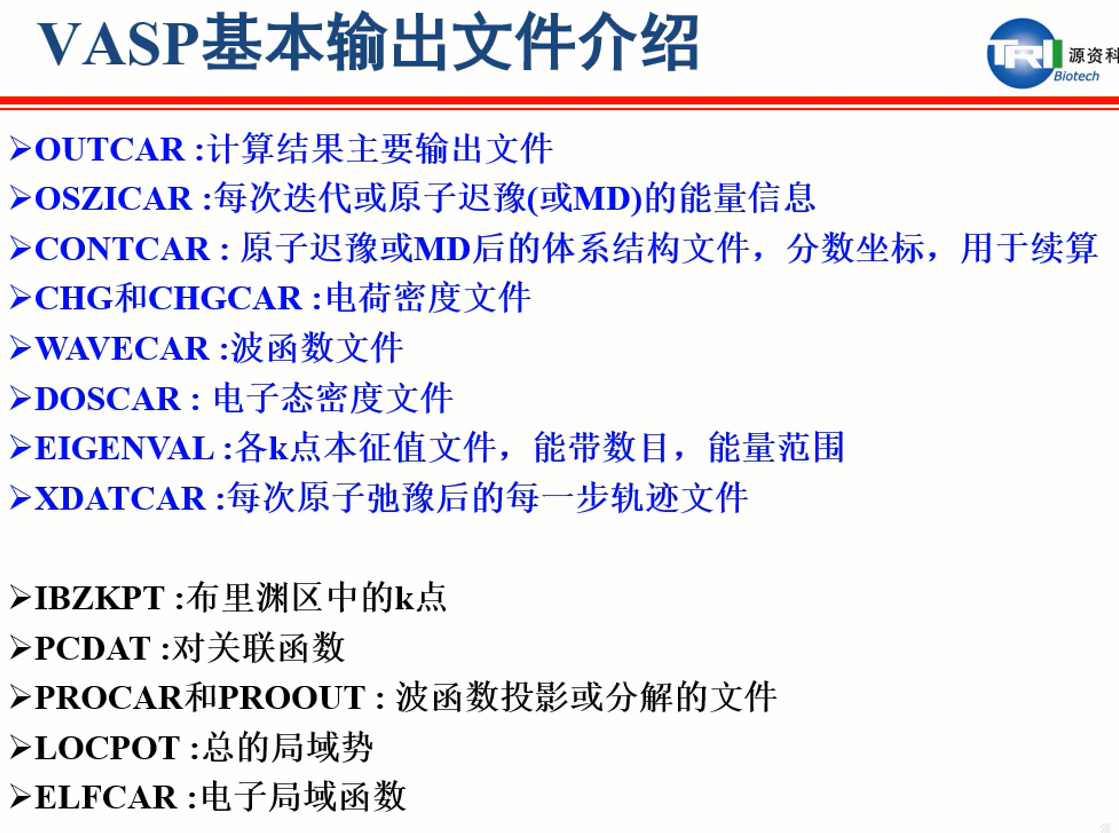 VASP基本输出文件介绍
TRI 源资科
Biotech
➢OUTCAR :计算结果主要输出文件
➢OSZICAR :每次迭代或原子迟豫(或MD)的能量信息
➢CONTCAR : 原子迟豫或MD后的体系结构文件，分数坐标，用于续算
➢CHG和CHGCAR :电荷密度文件
➢WAVECAR :波函数文件
➢DOSCAR : 电子态密度文件
➢EIGENVAL :各k点本征值文件，能带数目，能量范围
➢XDATCAR :每次原子弛豫后的每一步轨迹文件
➢IBZKPT :布里渊区中的k点
➢PCDAT :对关联函数
➢PROCAR和PROOUT : 波函数投影或分解的文件
➢LOCPOT :总的局域势
➢ELFCAR :电子局域函数